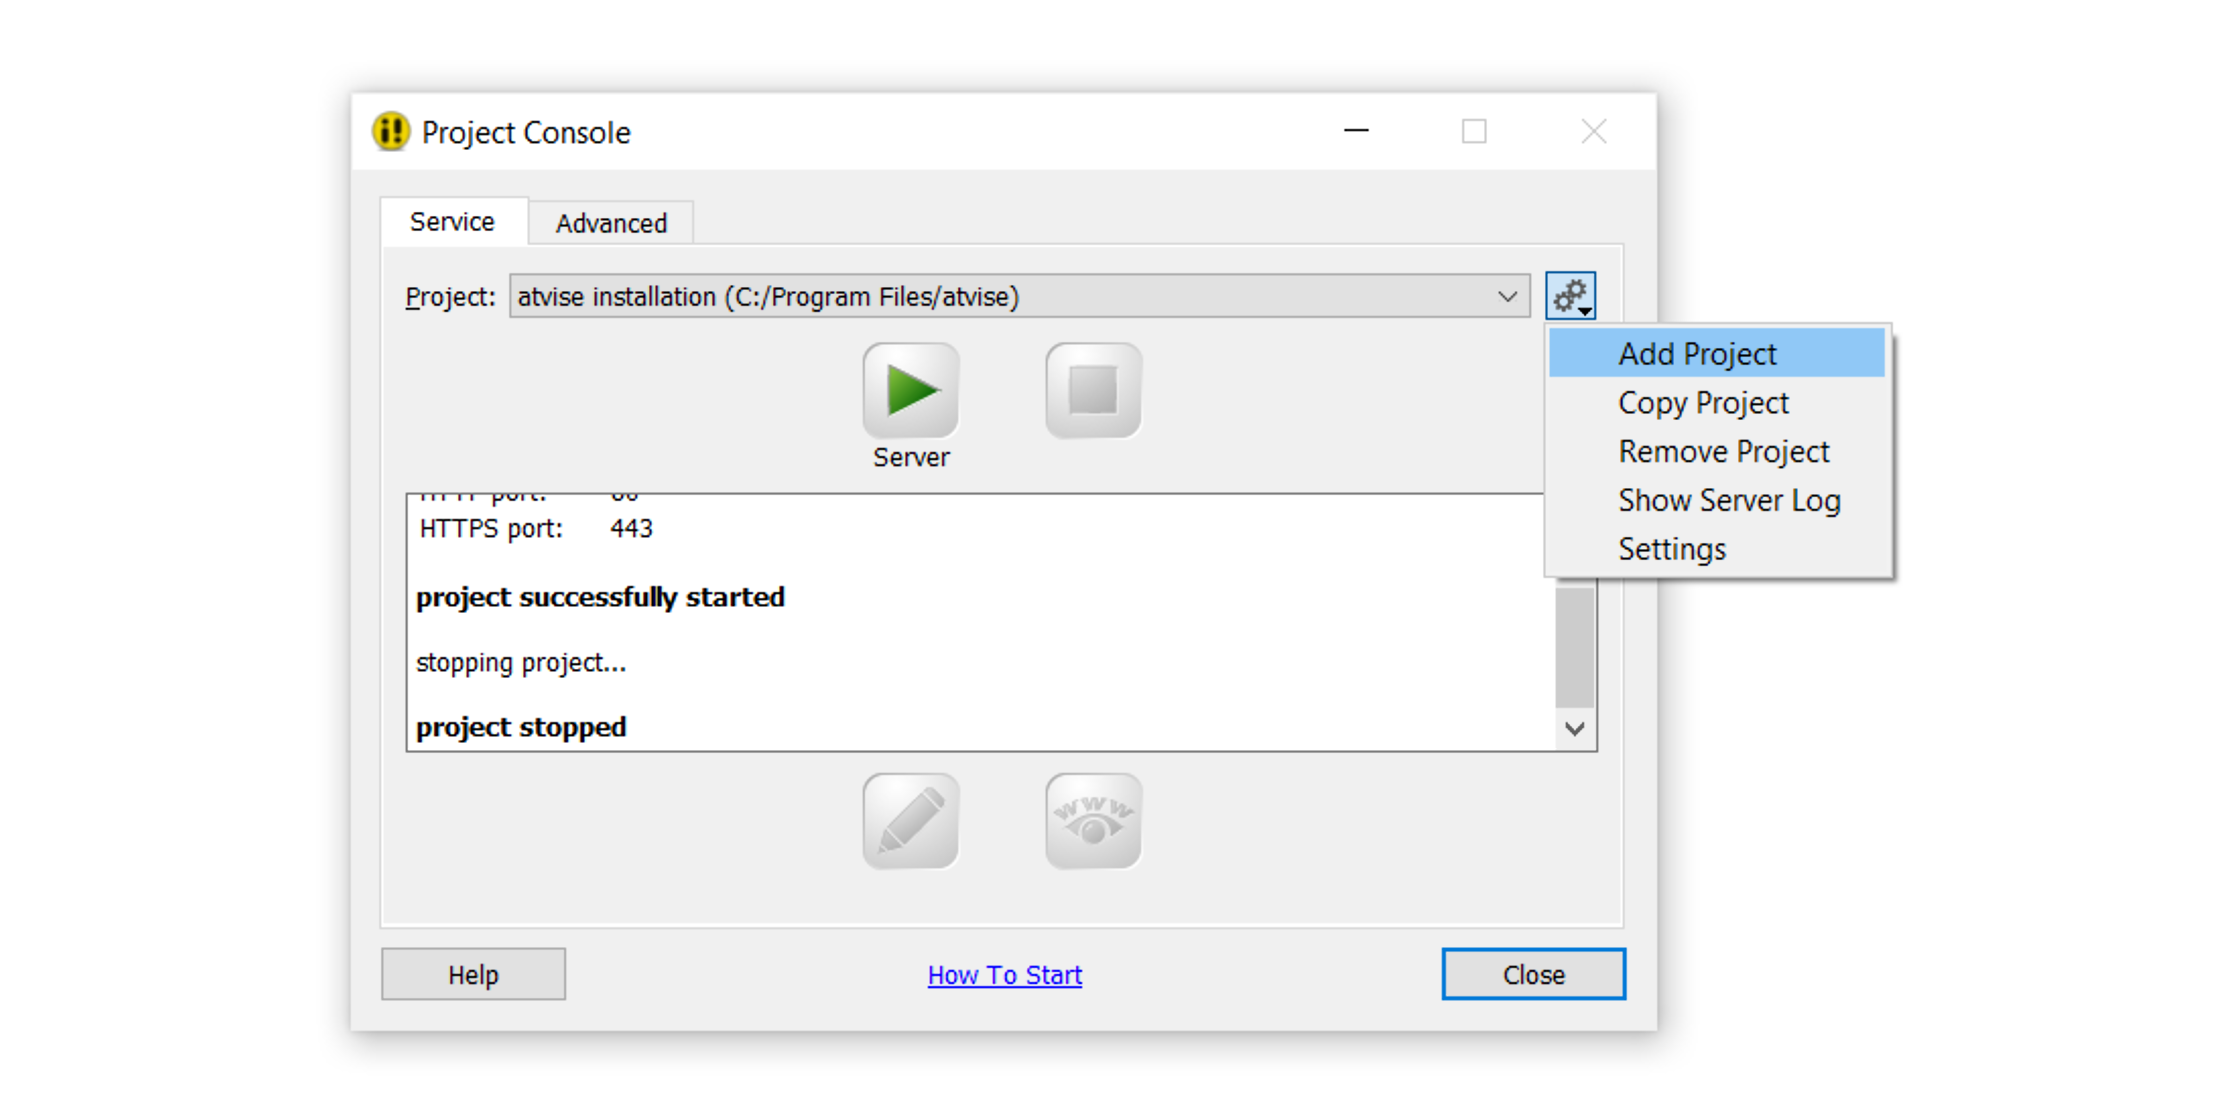 Project Console
Service
Advanced
Project: atvise installation (C:/Program Files/atvise)
Add Project
Copy Project
Remove Project
Show Server Log
Settings
Server
HTTPS port: 443
project successfully started
stopping project...
project stopped
www
Help
How To Start
Close